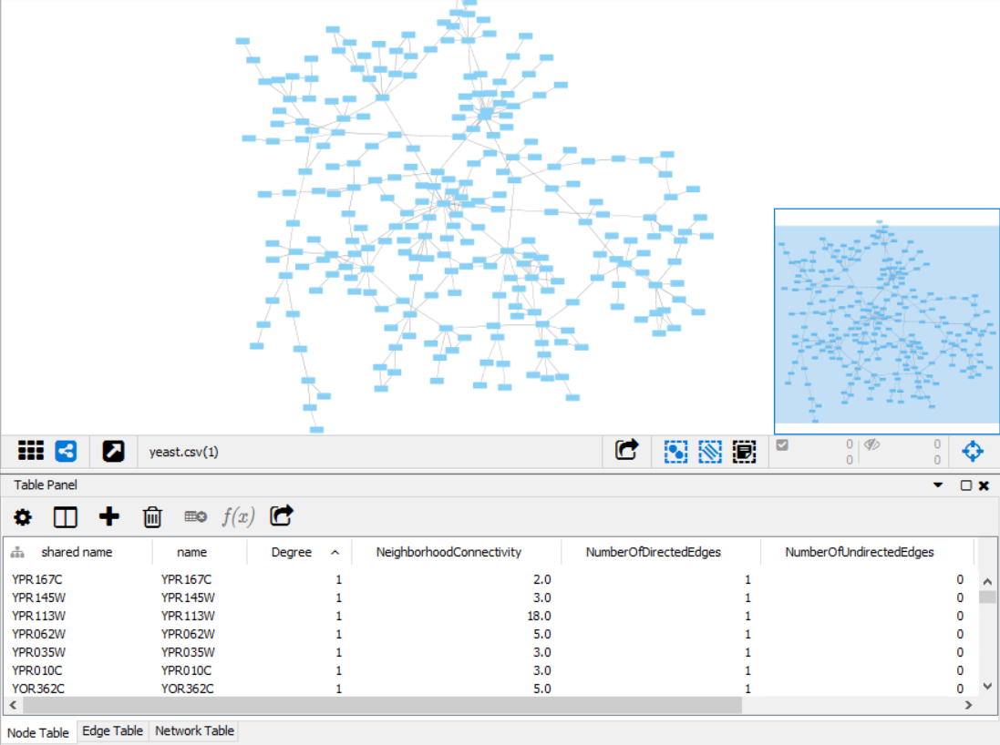 yeast.csv(1)
0 0
0 0
Table Panel
f(x)
shared name name Degree NeighborhoodConnectivity NumberOfDirectedEdges NumberOfUndirectedEdges
YPR167C YPR167C 1 2.0 1 0
YPR145W YPR145W 1 3.0 1 0
YPR113W YPR113W 1 18.0 1 0
YPR062W YPR062W 1 5.0 1 0
YPR035W YPR035W 1 3.0 1 0
YPR010C YPR010C 1 3.0 1 0
YOR362C YOR362C 1 5.0 1 0
Node Table Edge Table Network Table